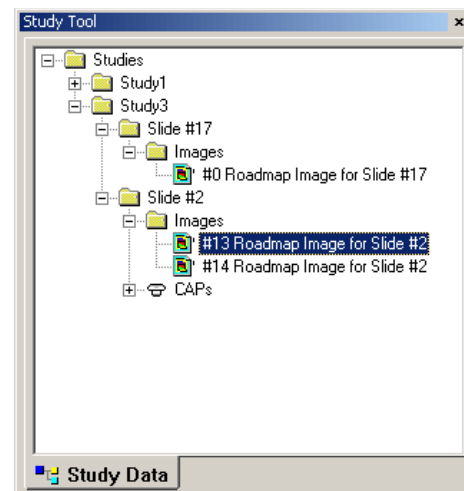 Study Tool
Studies
Study1
Study3
Slide #17
Images
#0 Roadmap Image for Slide #17
Slide #2
Images
#13 Roadmap Image for Slide #2
#14 Roadmap Image for Slide #2
CAPs
Study Data